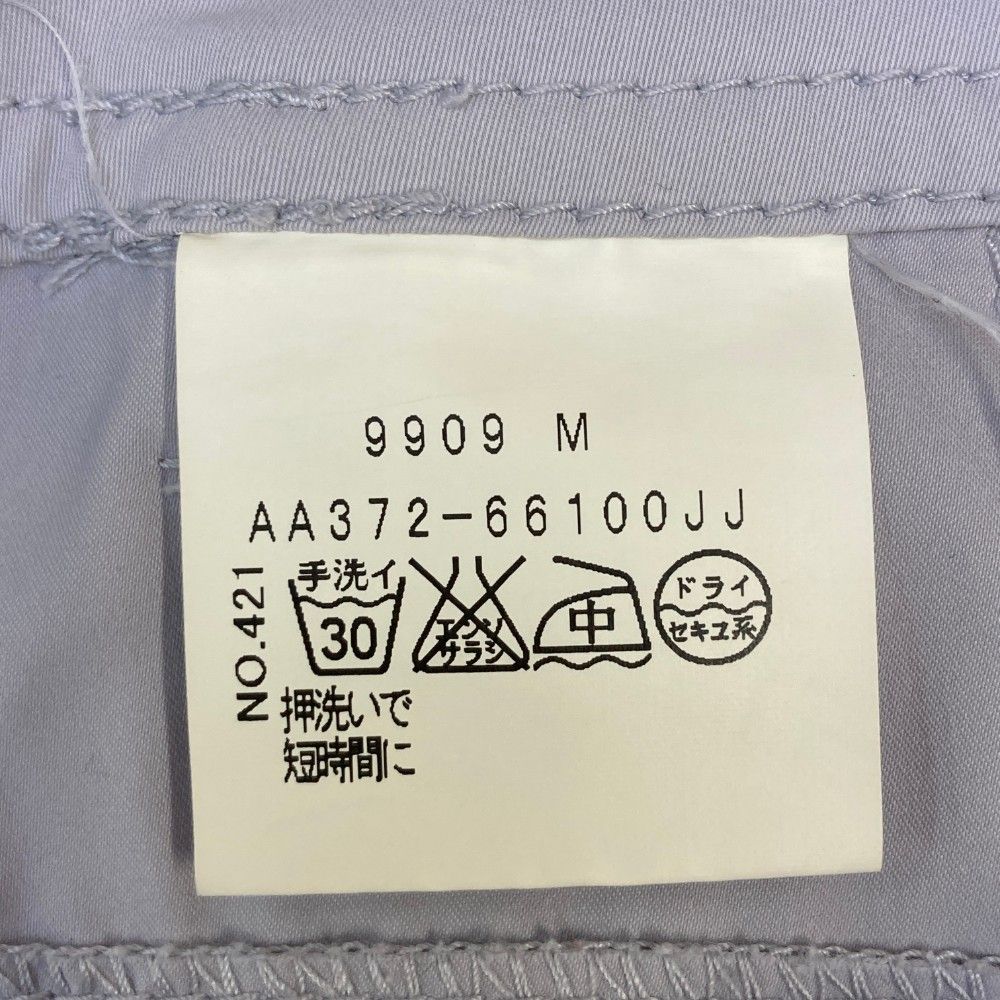 9909 M
AA372-66100JJ
NO.421
手洗イ
30
エンソ
サラシ
中
ドライ
セキユ系
押洗いで
短時間に